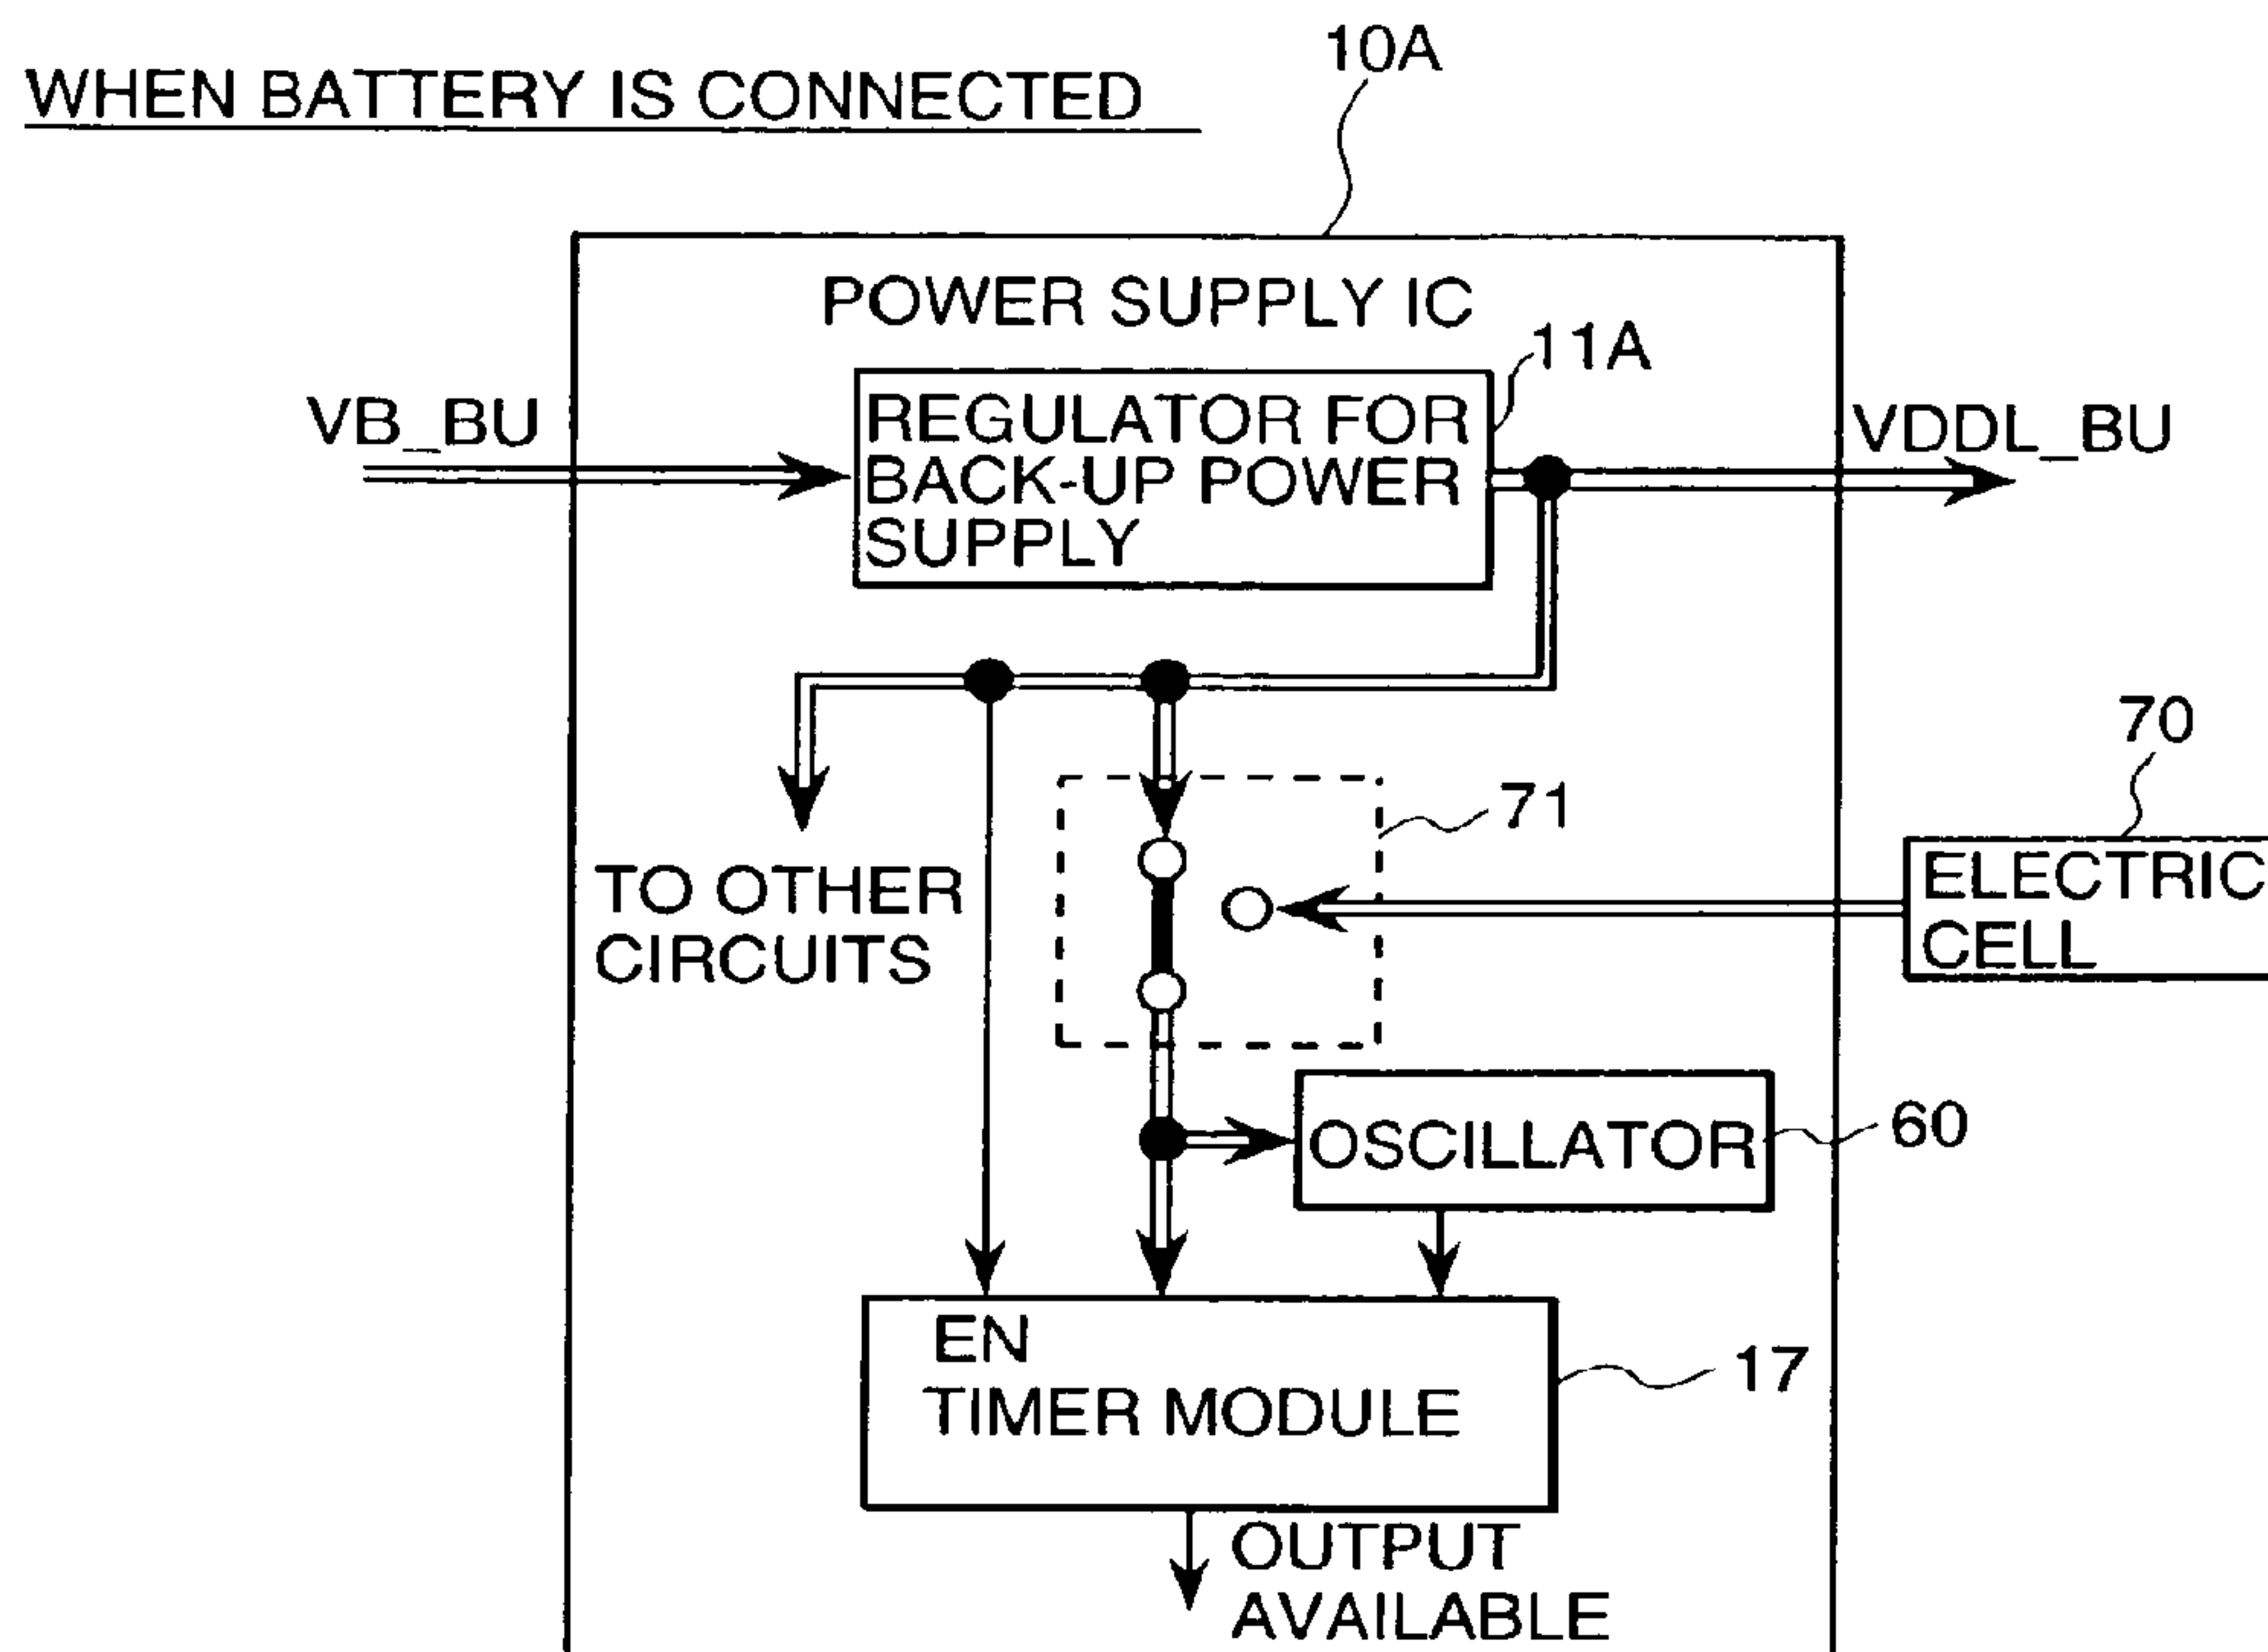 WHEN BATTERY IS CONNECTED
10A
POWER SUPPLY IC
11A
VB_BU
REGULATOR FOR
BACK-UP POWER
SUPPLY
VDDL_BU
70
71
TO OTHER
CIRCUITS
ELECTRIC
CELL
OSCILLATOR
60
EN
TIMER MODULE
17
OUTPUT
AVAILABLE